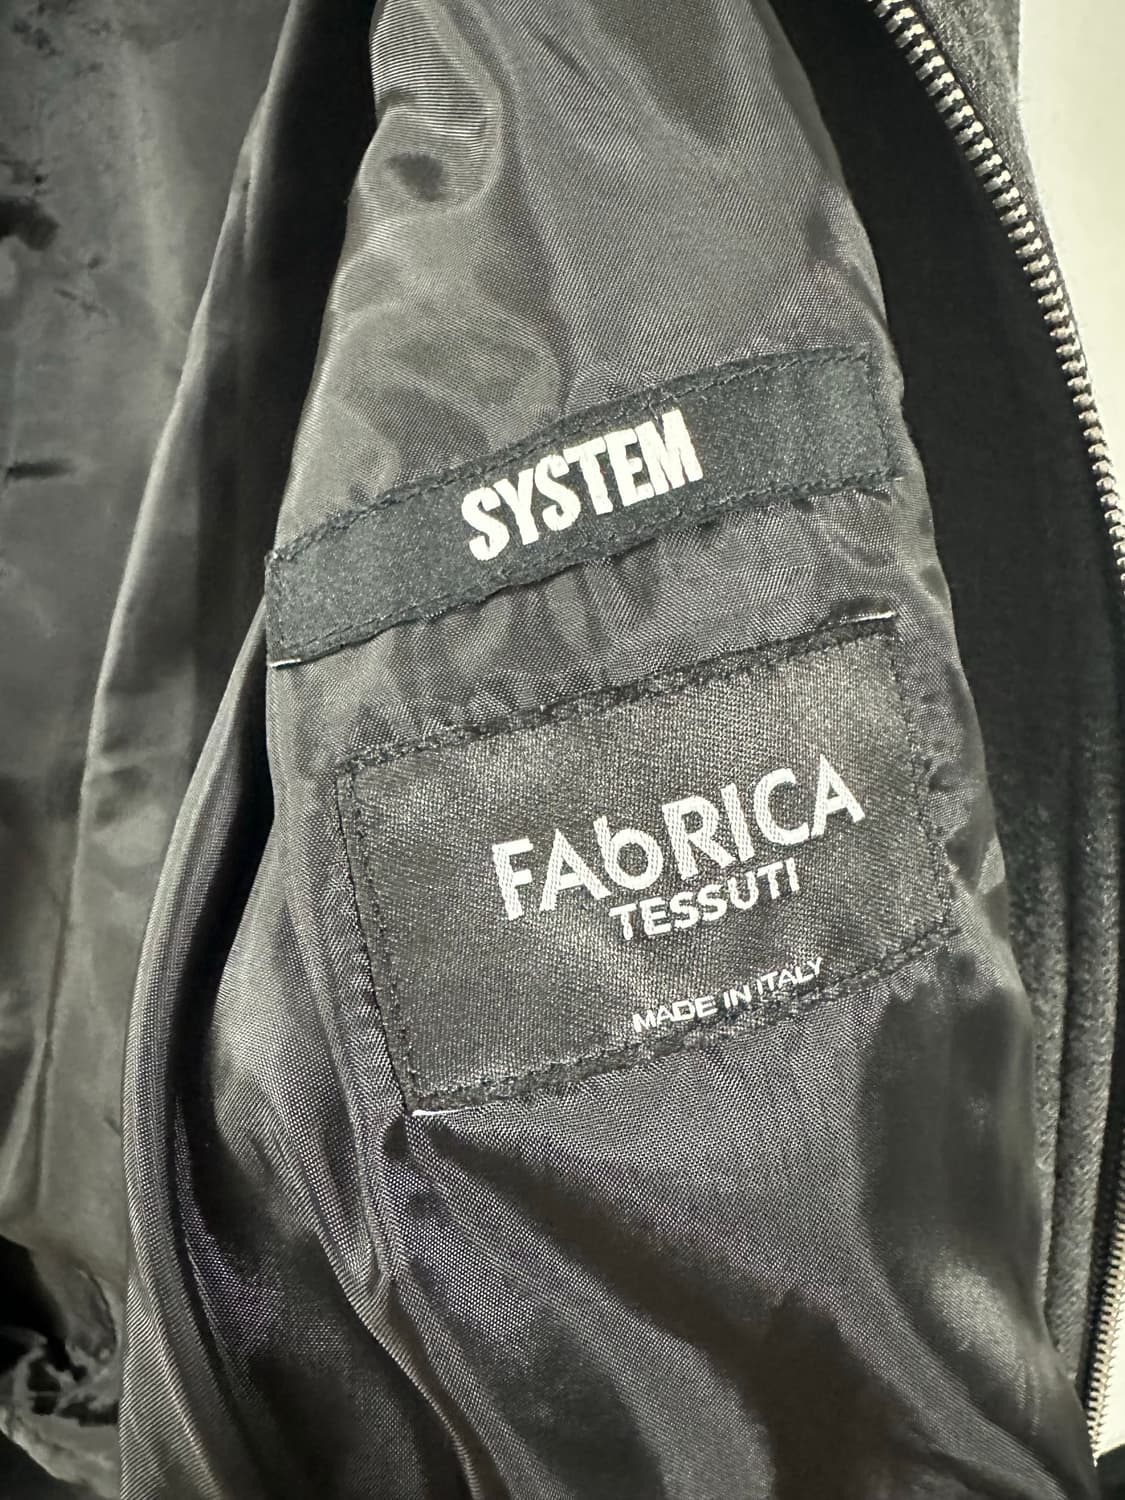 SYSTEM
FAbRICA
TESSUTI
MADE IN ITALY